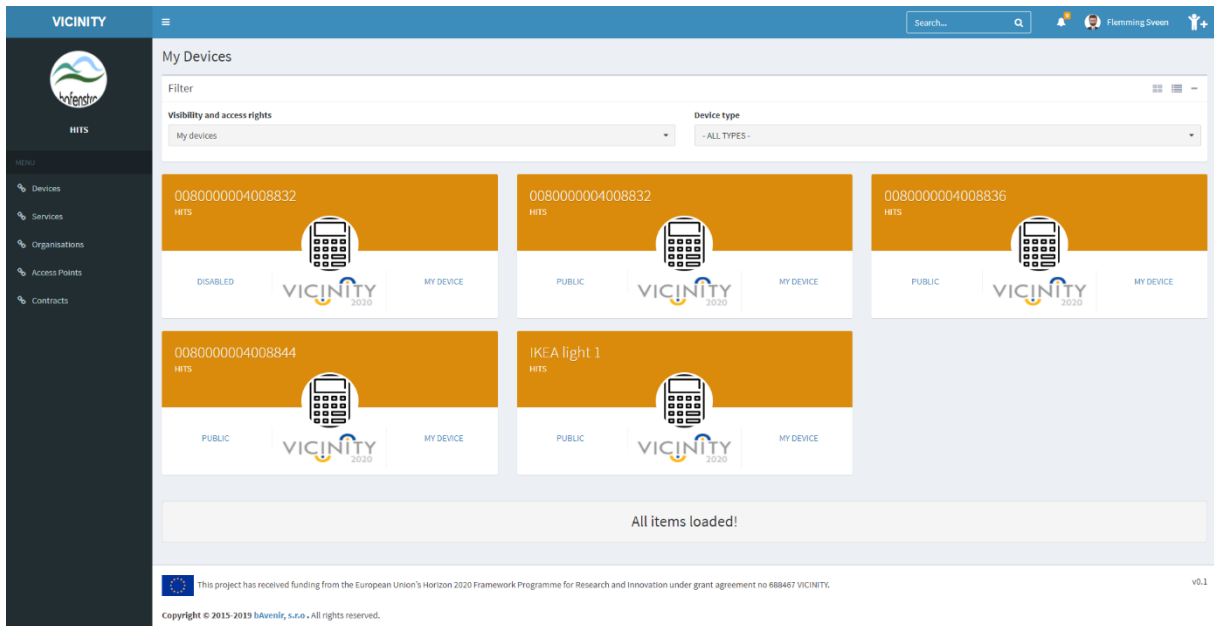 VICINITY
Search...
Flemming Sveen
HITS
MENU
Devices
Services
Organisations
Access Points
Contracts
My Devices
Filter
Visibility and access rights
Device type
My devices
- ALL TYPES -
0080000004008832
HITS
DISABLED
VICINITY
2020
MY DEVICE
0080000004008832
HITS
PUBLIC
VICINITY
2020
MY DEVICE
0080000004008836
HITS
PUBLIC
VICINITY
2020
MY DEVICE
0080000004008844
HITS
PUBLIC
VICINITY
2020
MY DEVICE
IKEA light 1
HITS
PUBLIC
VICINITY
2020
MY DEVICE
All items loaded!
This project has received funding from the European Union's Horizon 2020 Framework Programme for Research and Innovation under grant agreement no 688467 VICINITY.
v0.1
Copyright © 2015-2019 bAvenir, s.r.o . All rights reserved.